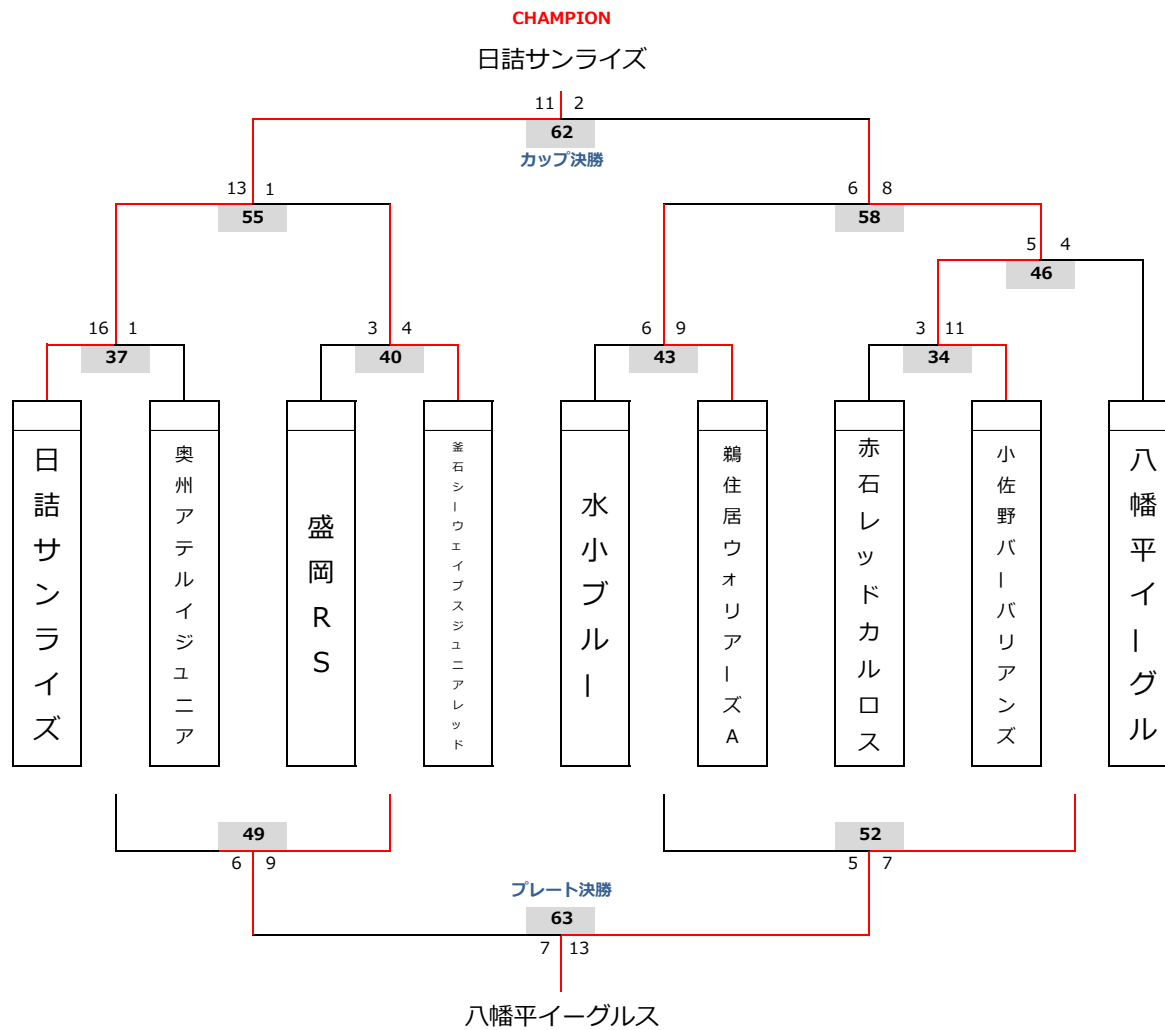 CHAMPION
日詰サンライズ
11 2
62
カップ決勝
13 1
6 8
55
58
5 4
46
16 1
3 4
6 9
3 11
37
40
43
34
日詰サンライズ
奥州アテルイジュニア
盛岡RS
釜石シーウェイブスジュニアレッド
水小ブルー
鵜住居ウォリアーズA
赤石レッドカルロス
小佐野バーバリアンズ
八幡平イーグル
49
52
6 9
5 7
プレート決勝
63
7 13
八幡平イーグルス